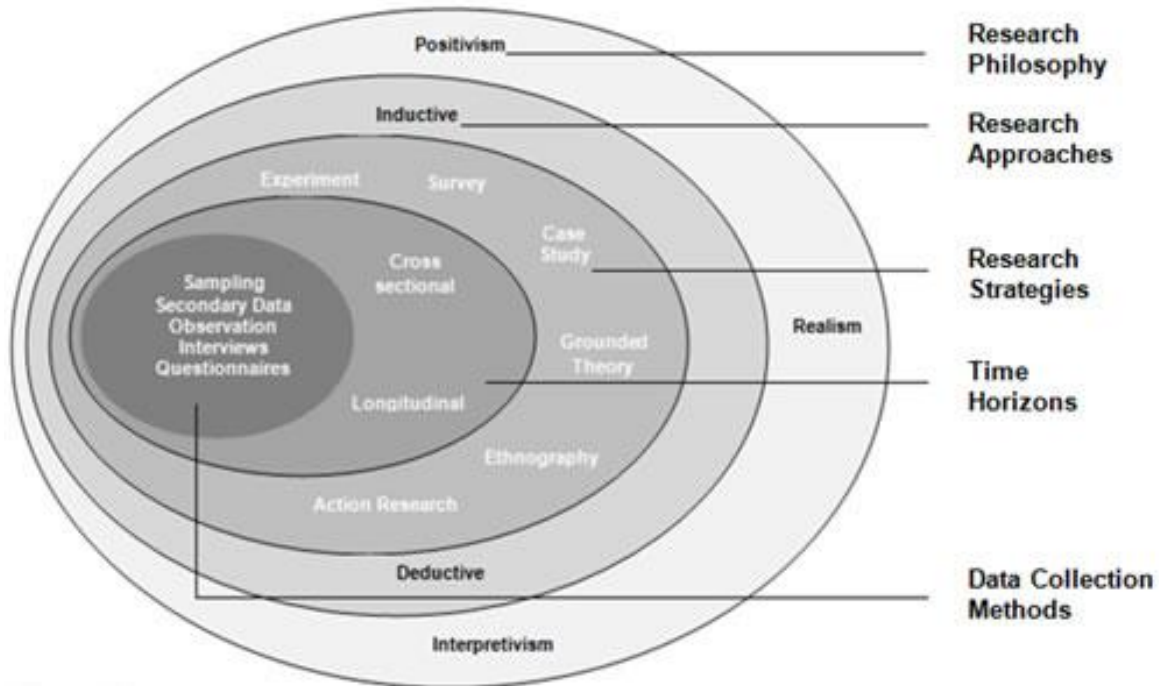 Positivism
Inductive
Experiment
Survey
Case
Study
Cross
sectional
Sampling
Secondary Data
Observation
Interviews
Questionnaires
Realism
Grounded
Theory
Longitudinal
Ethnography
Action Research
Deductive
Interpretivism
Research
Philosophy
Research
Approaches
Research
Strategies
Time
Horizons
Data Collection
Methods